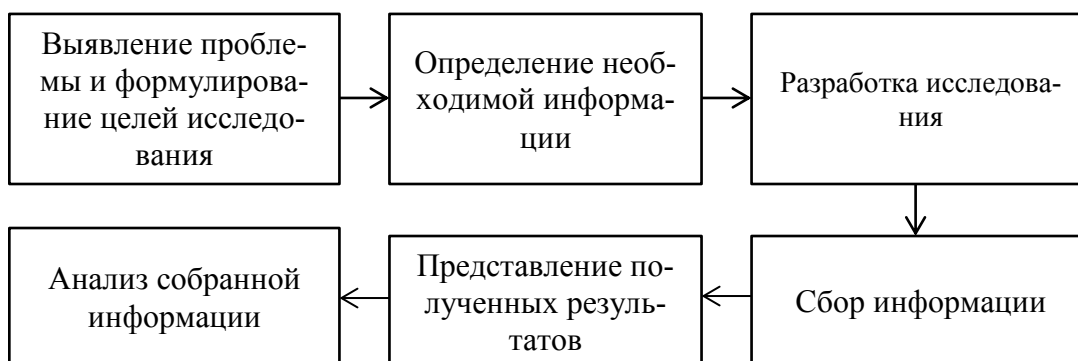 Выявление пробле-
мы и формулирова-
ние целей исследо-
вания
Определение необ-
ходимой информа-
ции
Разработка исследова-
ния
Сбор информации
Представление по-
лученных резуль-
татов
Анализ собранной
информации